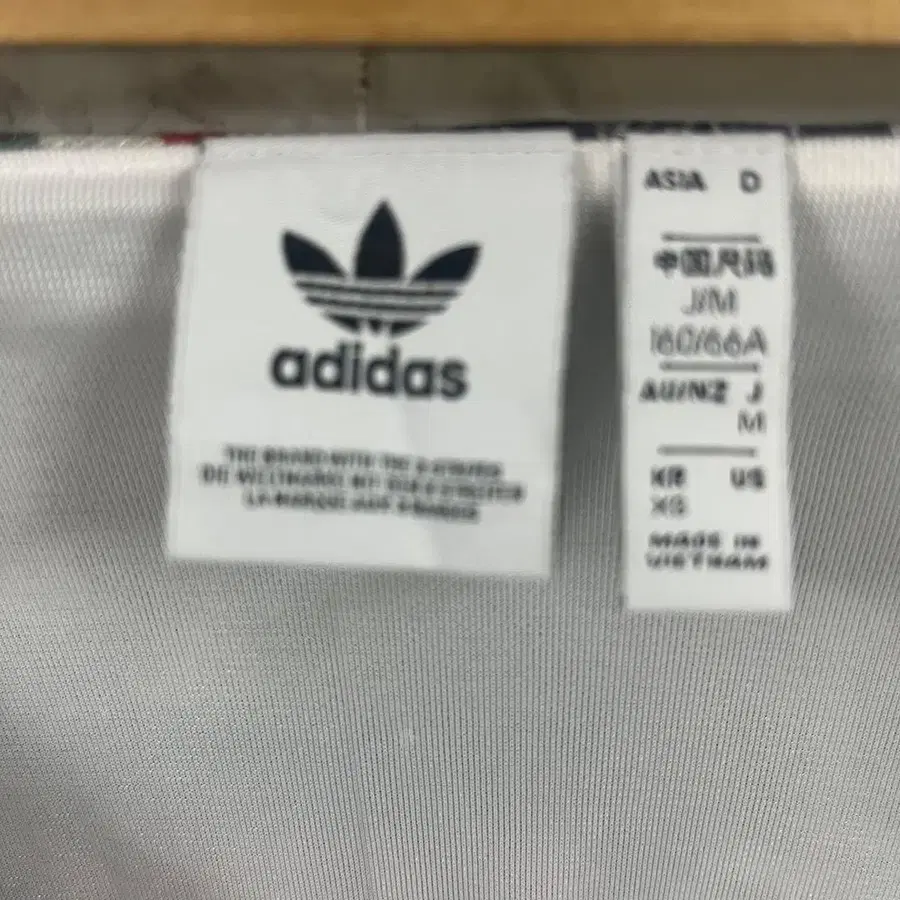 adidas
THE BRAND WITH THE 3 STRIPES
DIE WELTMARKE MIT DEN 3 STREIFEN
LA MARQUE AUX 3 BANDES
ASIA D
中国尺码
J/M
160/66A
AU/NZ J
M
KR US
XS
MADE IN
VIETNAM